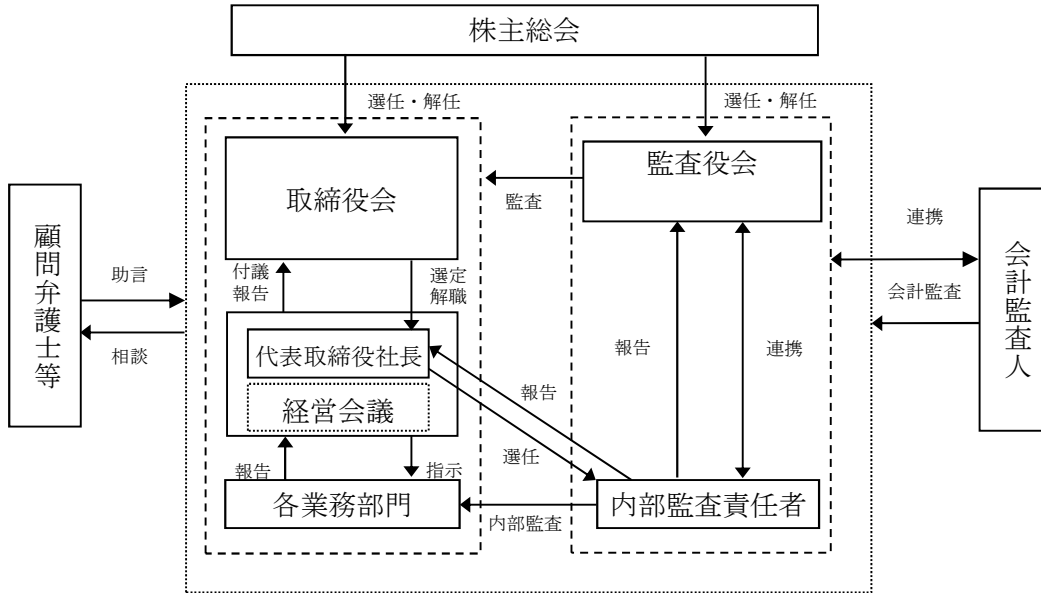 株主総会
選任・解任
選任・解任
取締役会
監査役会
監査
顧問弁護士等
助言
相談
付議
報告
選定
解職
代表取締役社長
経営会議
報告
指示
各業務部門
報告
選任
報告
連携
内部監査
内部監査責任者
連携
会計監査
会計監査人